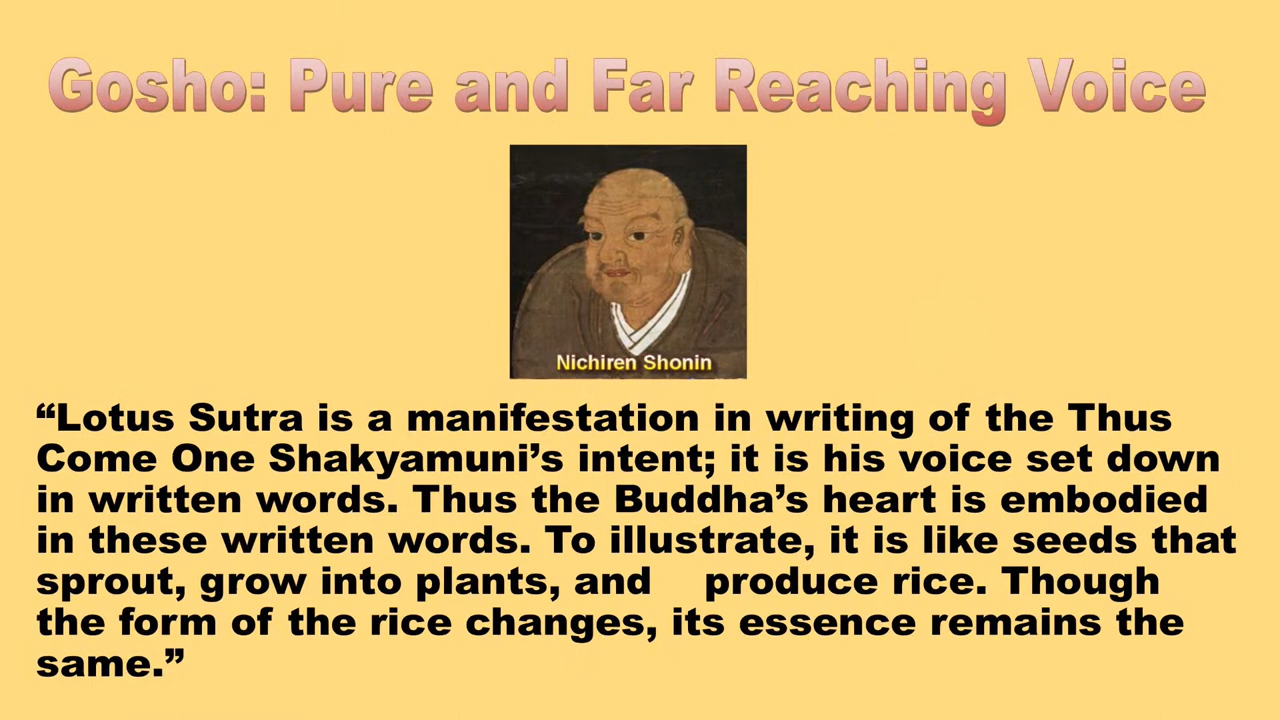 Gosho: Pure and Far Reaching Voice
Nichiren Shonin
“Lotus Sutra is a manifestation in writing of the Thus
Come One Shakyamuni’s intent; it is his voice set down
in written words. Thus the Buddha’s heart is embodied
in these written words. To illustrate, it is like seeds that
sprout, grow into plants, and    produce rice. Though
the form of the rice changes, its essence remains the
same.”